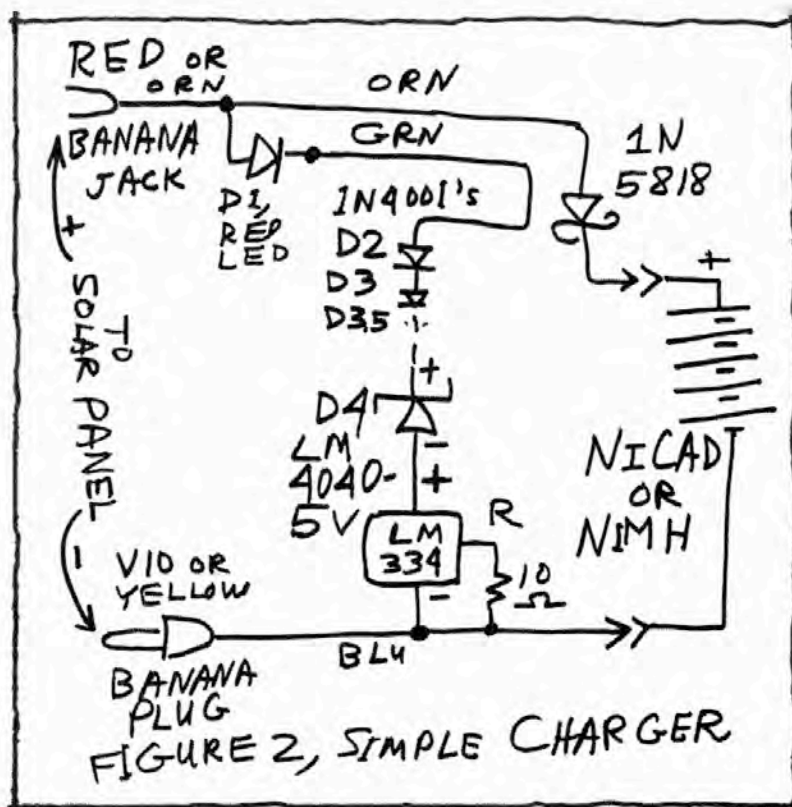 RED OR
ORN
ORN
BANANA
JACK
GRN
D1,
RED
LED
1N4001's
D2
D3
D3.5
1N
5818
+
TO
SOLAR PANEL
-
+
D4
LM
4040-
5V
+
-
+
LM
334
-
R
10
Ω
NICAD
OR
NIMH
VIO OR
YELLOW
BLU
BANANA
PLUG
FIGURE 2, SIMPLE CHARGER